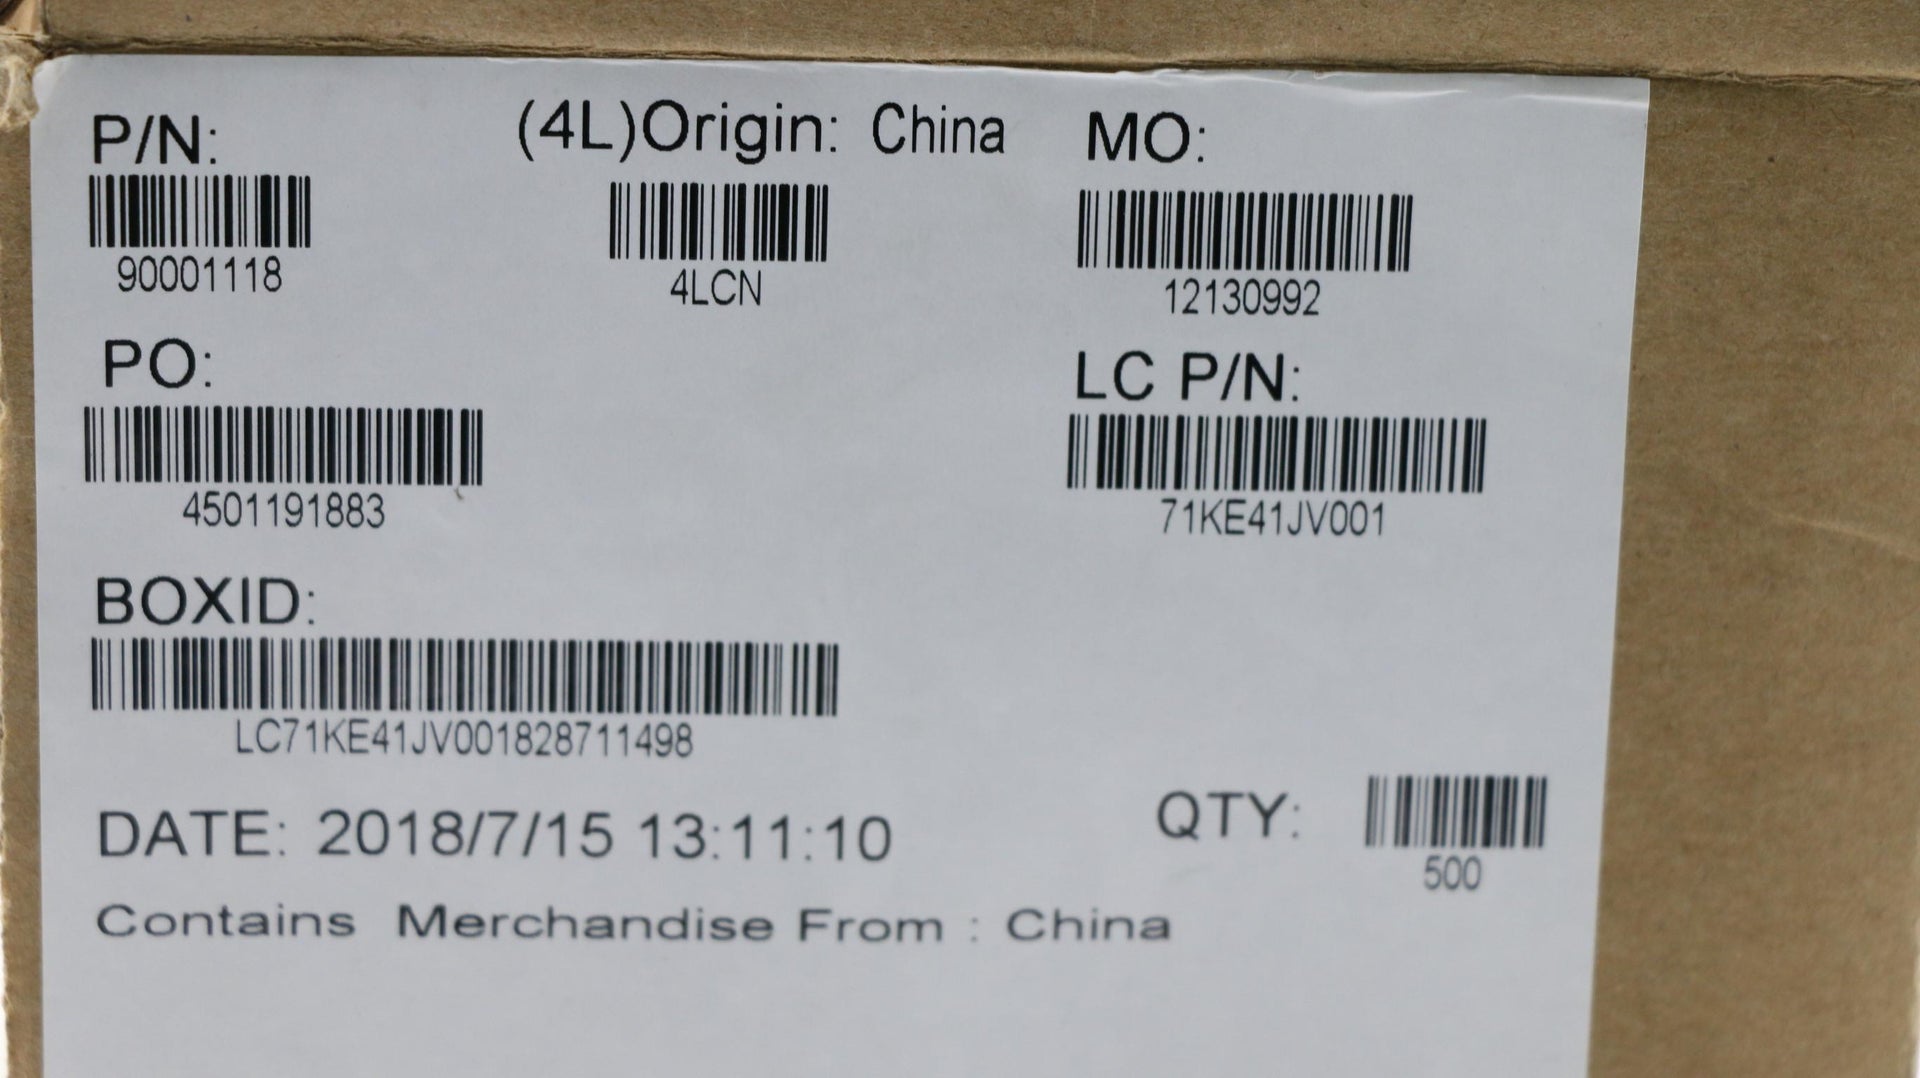 P/N: (4L)Origin: China MO:
90001118 4LCN 12130992
PO: LC P/N:
4501191883 71KE41JV001
BOXID:
LC71KE41JV001828711498
DATE: 2018/7/15 13:11:10 QTY:
500
Contains Merchandise From : China